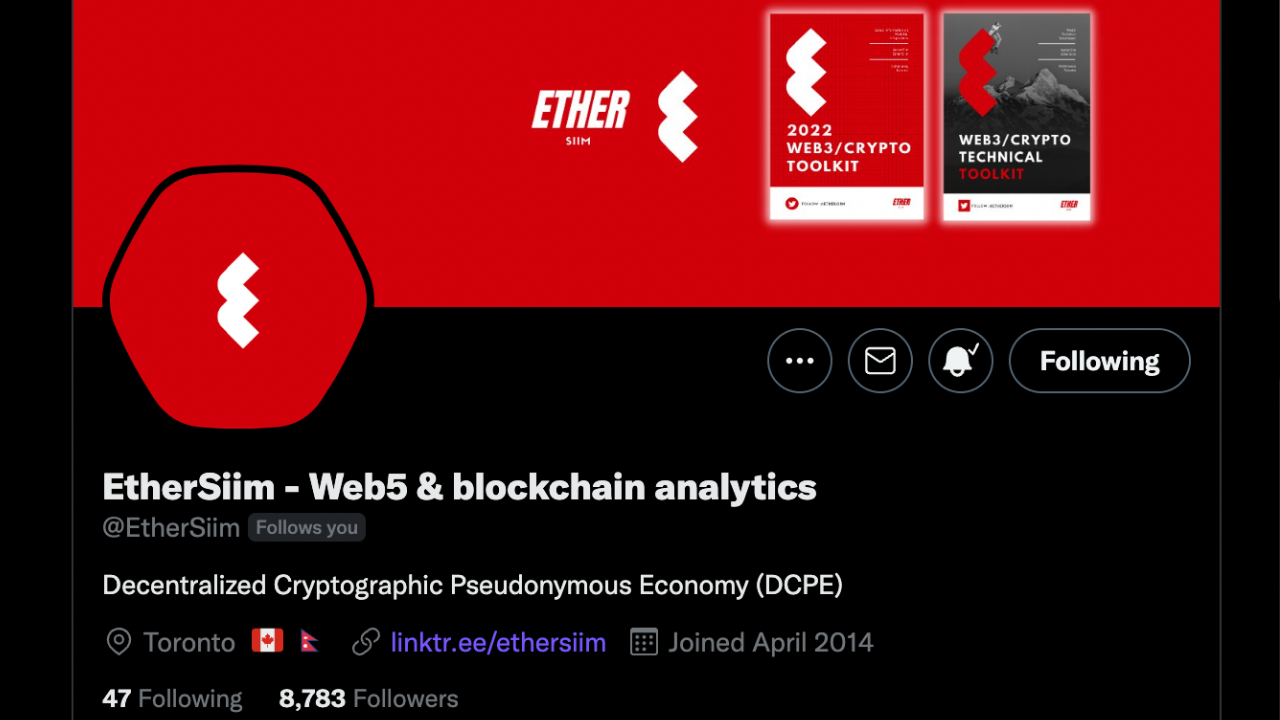 ETHER
SIIM
2022
WEB3/CRYPTO
TOOLKIT
FOLLOW @ETHERSIIM
ETHER
WEB3/CRYPTO
TECHNICAL
TOOLKIT
FOLLOW @ETHERSIIM
ETHER
Following
EtherSiim - Web5 & blockchain analytics
@EtherSiim Follows you
Decentralized Cryptographic Pseudonymous Economy (DCPE)
Toronto linktr.ee/ethersiim Joined April 2014
47 Following 8,783 Followers